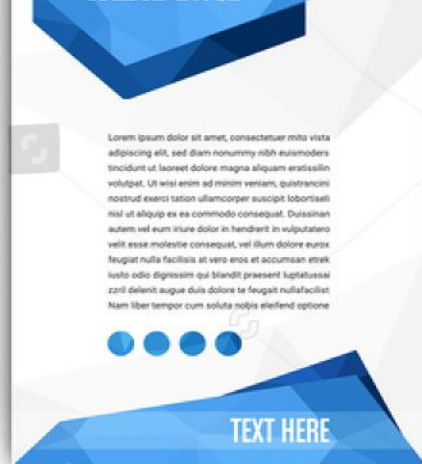 Lorem ipsum dolor sit amet, consectetuer mito vista
adipiscing elit, sed diam nonummy nibh euismoders
tincidunt ut laoreet dolore magna aliquam eratissilin
volutpat. Ut wisi enim ad minim veniam, quistrancini
nostrud exerci tation ullamcorper suscipit lobortiseli
nisl ut aliquip ex ea commodo consequat. Duissinan
autem vel eum iriure dolor in hendrerit in vulputatero
velit esse molestie consequat, vel illum dolore eurox
feugiat nulla facilisis at vero eros et accumsan etrek
iusto odio dignissim qui blandit praesent luptatussai
zzril delenit augue duis dolore te feugait nullafacilist
Nam liber tempor cum soluta nobis eleifend optione
TEXT HERE